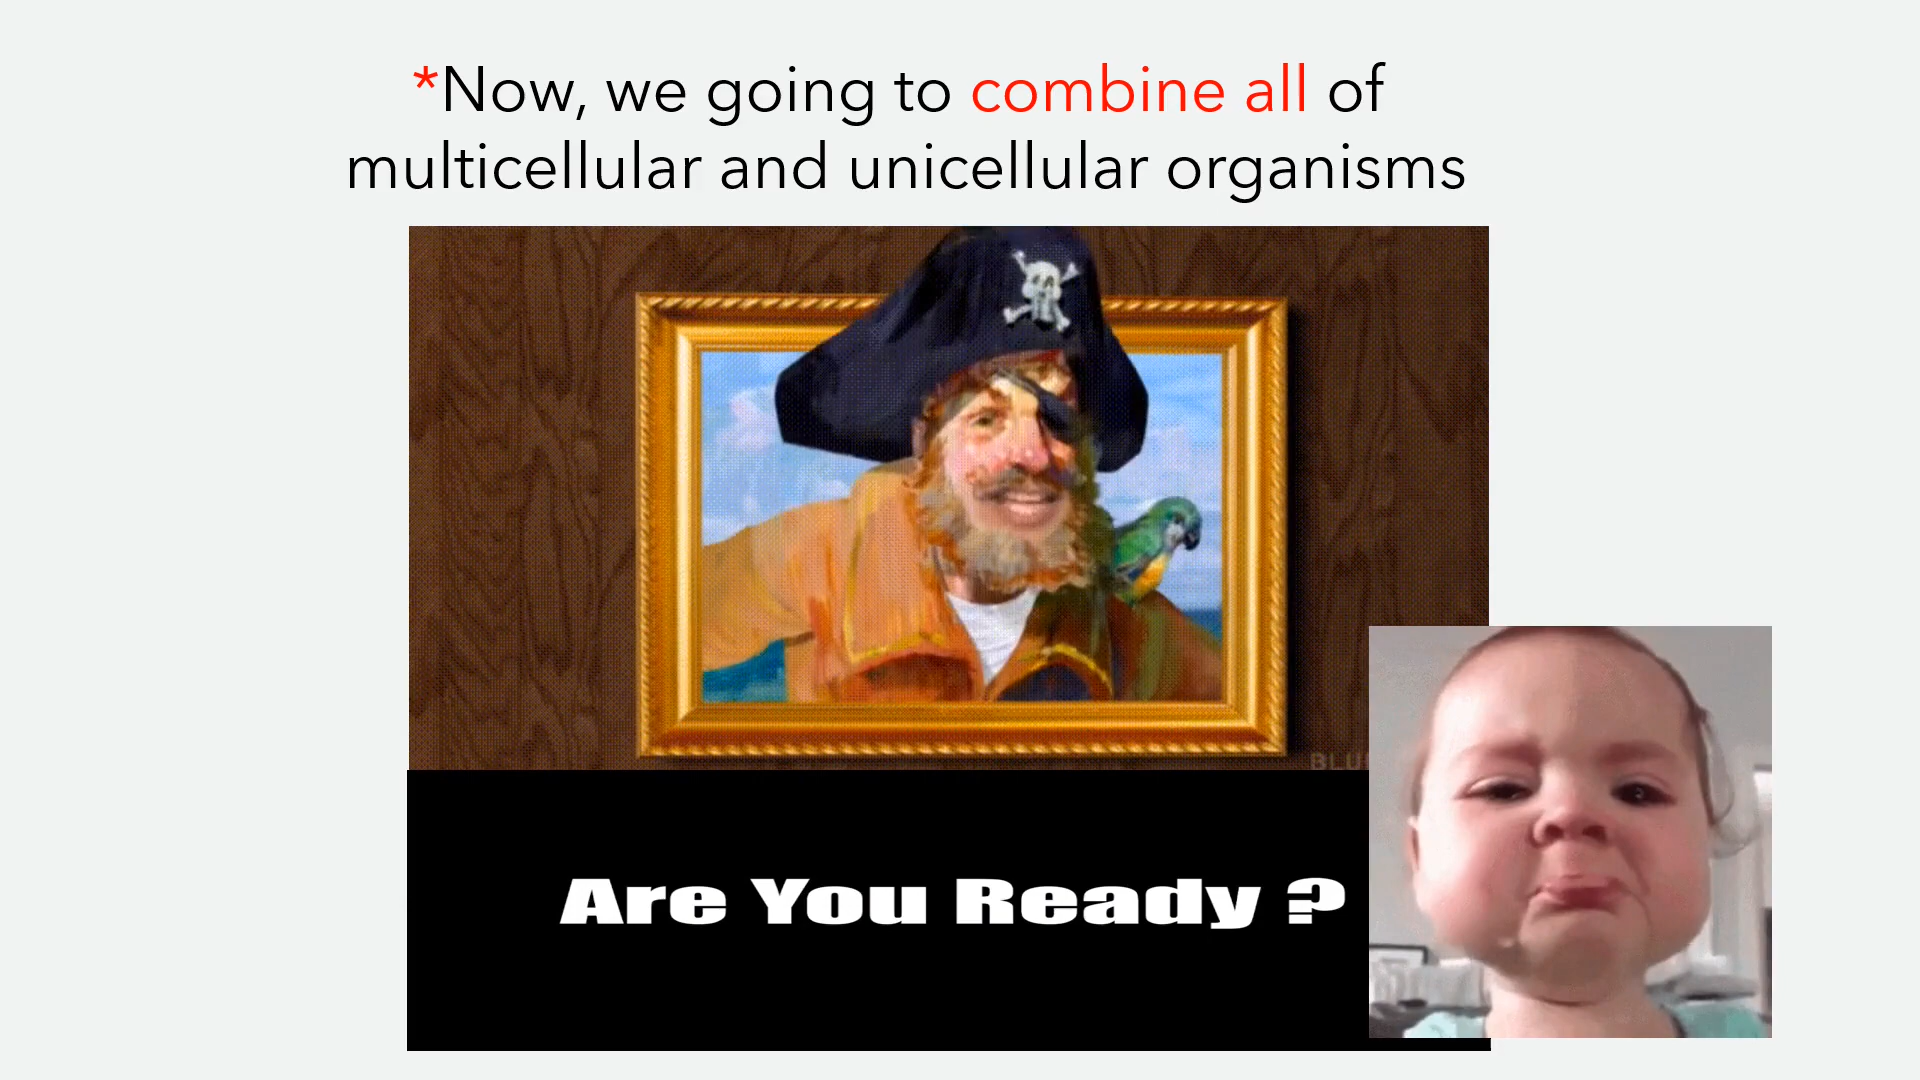 *Now, we going to combine all of
multicellular and unicellular organisms
Are You Ready ?